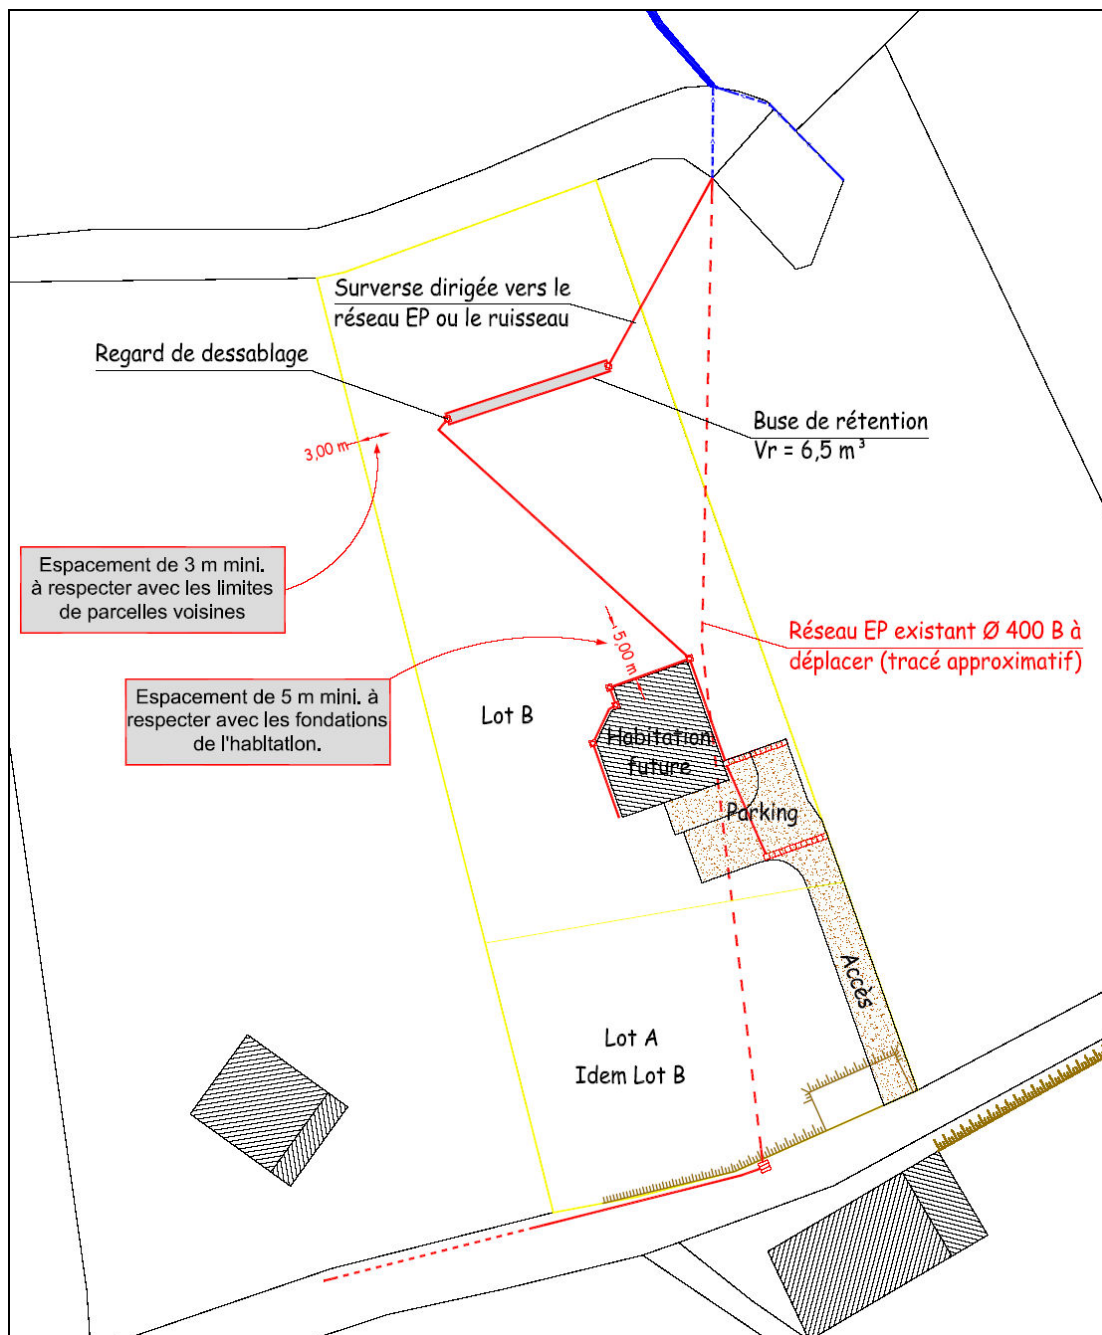 Surverse dirigée vers le
réseau EP ou le ruisseau
Regard de dessablage
Buse de rétention
Vr = 6,5 m³
3,00 m
Espacement de 3 m mini.
à respecter avec les limites
de parcelles voisines
5,00 m
Réseau EP existant Ø 400 B à
déplacer (tracé approximatif)
Espacement de 5 m mini. à
respecter avec les fondations
de l'habitation.
Lot B
Habitation
future
Parking
Accès
Lot A
Idem Lot B